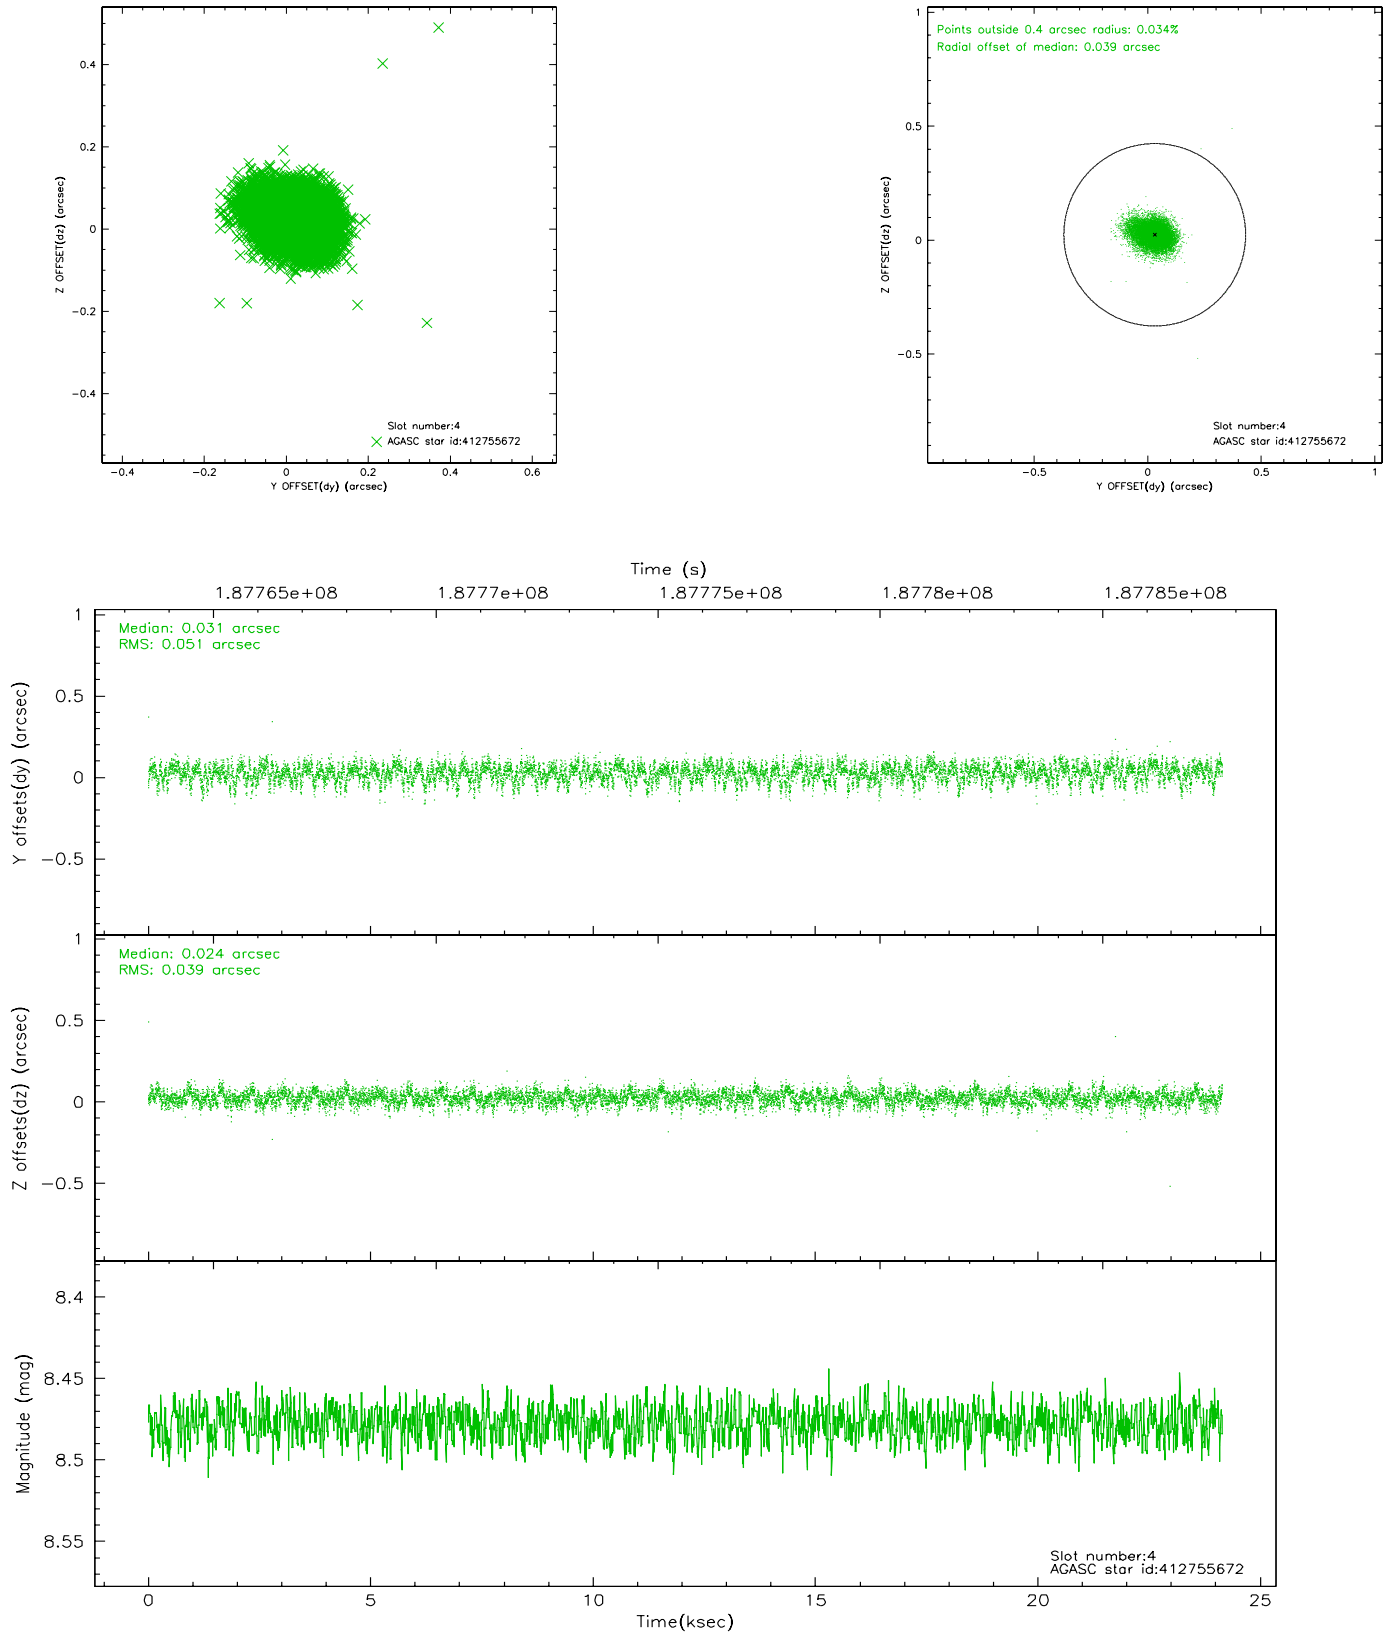 0.4
0.2
0
−0.2
−0.4
Z OFFSET(dz) (arcsec)
Slot number:4
AGASC star id:412755672
−0.4 −0.2 0 0.2 0.4 0.6
Y OFFSET(dy) (arcsec)
Points outside 0.4 arcsec radius: 0.034%
Radial offset of median: 0.039 arcsec
1
0.5
0
−0.5
Z OFFSET(dz) (arcsec)
Slot number:4
AGASC star id:412755672
−0.5 0 0.5 1
Y OFFSET(dy) (arcsec)
Time (s)
1.87765e+08 1.8777e+08 1.87775e+08 1.8778e+08 1.87785e+08
Median: 0.031 arcsec
RMS: 0.051 arcsec
1
0.5
0
−0.5
Y offsets(dy) (arcsec)
Median: 0.024 arcsec
RMS: 0.039 arcsec
1
0.5
0
−0.5
Z offsets(dz) (arcsec)
8.4
8.45
8.5
8.55
Magnitude (mag)
Slot number:4
AGASC star id:412755672
0 5 10 15 20 25
Time(ksec)